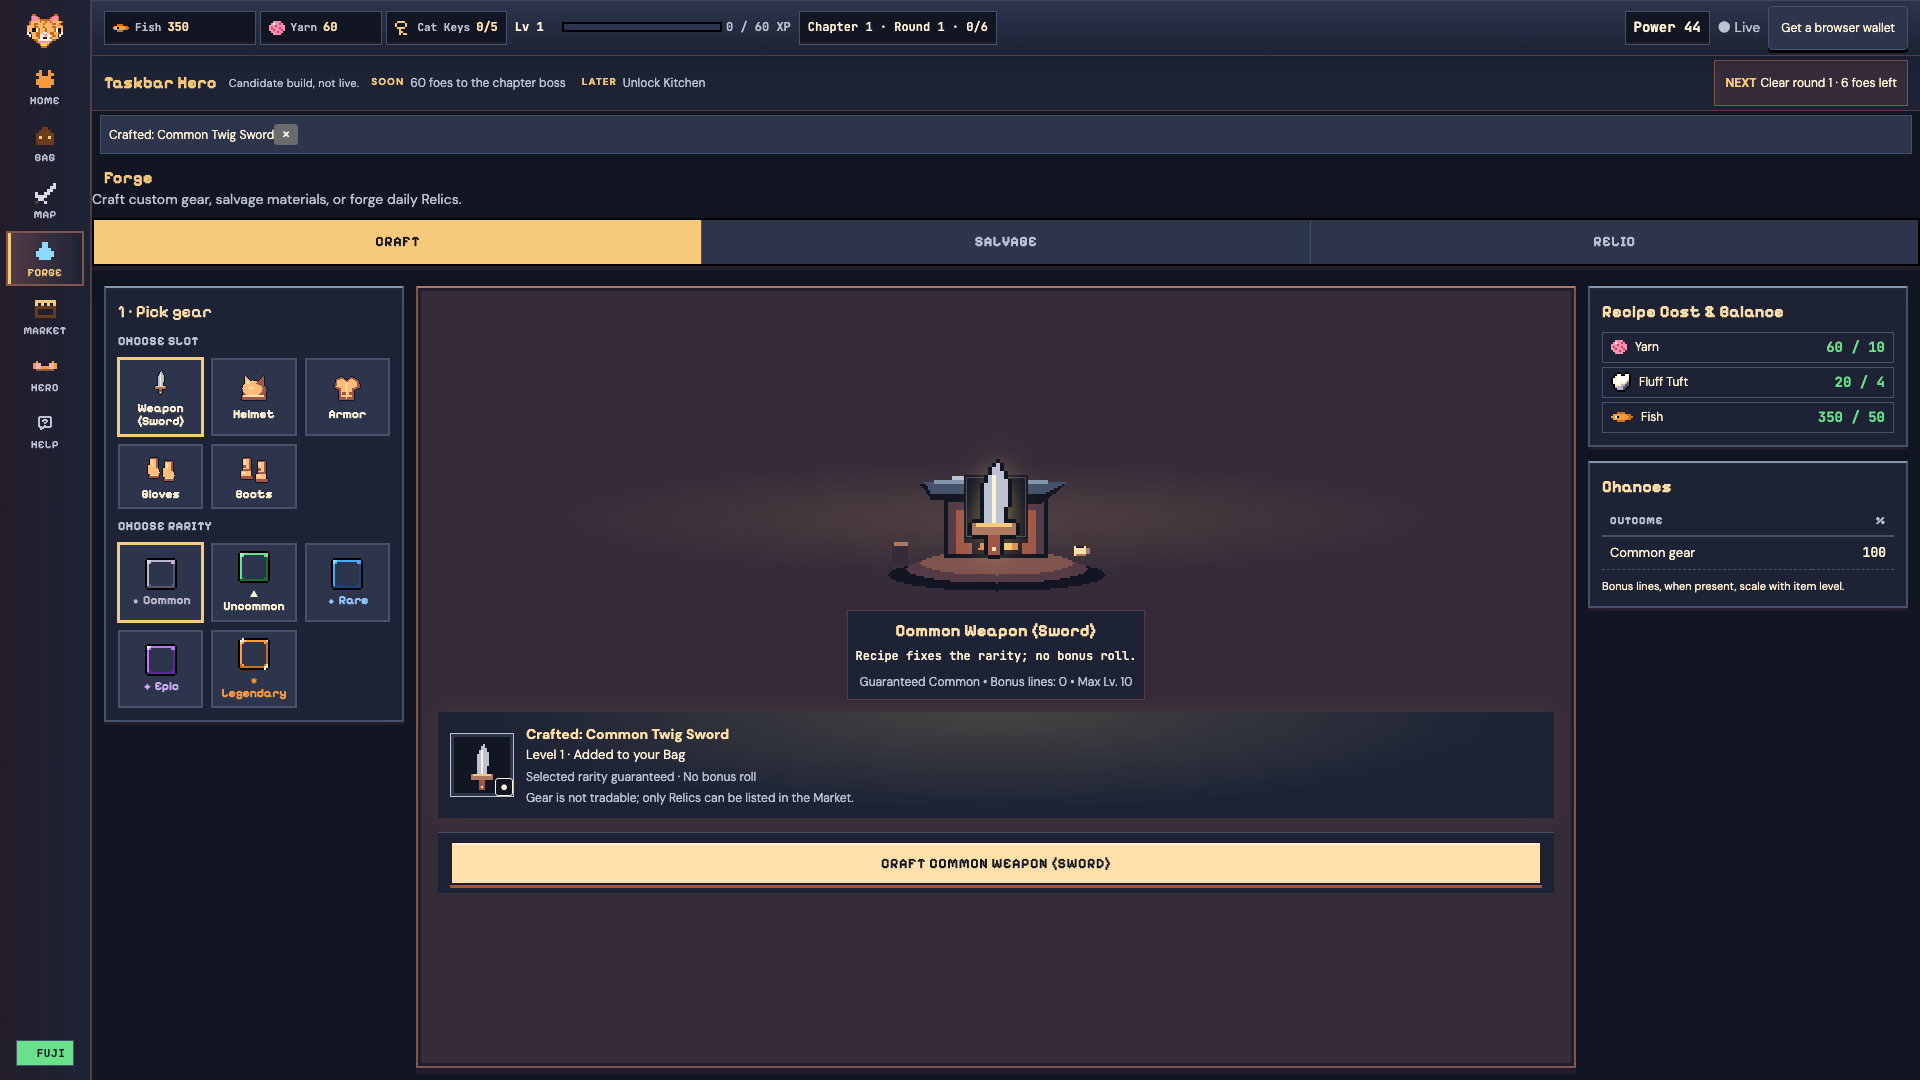 Fish 350
Yarn 60
Cat Keys 0/5
Lv 1
0 / 60 XP
Chapter 1 · Round 1 · 0/6
Power 44
Live
Get a browser wallet
Taskbar Hero
Candidate build, not live.
SOON 60 foes to the chapter boss
LATER Unlock Kitchen
NEXT Clear round 1 · 6 foes left
HOME
BAG
MAP
FORGE
MARKET
HERO
HELP
FUJI
Crafted: Common Twig Sword ×
Forge
Craft custom gear, salvage materials, or forge daily Relics.
CRAFT
SALVAGE
RELIC
1 · Pick gear
CHOOSE SLOT
Weapon
(Sword)
Helmet
Armor
Gloves
Boots
CHOOSE RARITY
• Common
▲
Uncommon
◆ Rare
✦ Epic
✶
Legendary
Common Weapon (Sword)
Recipe fixes the rarity; no bonus roll.
Guaranteed Common • Bonus lines: 0 • Max Lv. 10
Crafted: Common Twig Sword
Level 1 · Added to your Bag
Selected rarity guaranteed · No bonus roll
Gear is not tradable; only Relics can be listed in the Market.
CRAFT COMMON WEAPON (SWORD)
Recipe Cost & Balance
Yarn 60 / 10
Fluff Tuft 20 / 4
Fish 350 / 50
Chances
OUTCOME %
Common gear 100
Bonus lines, when present, scale with item level.